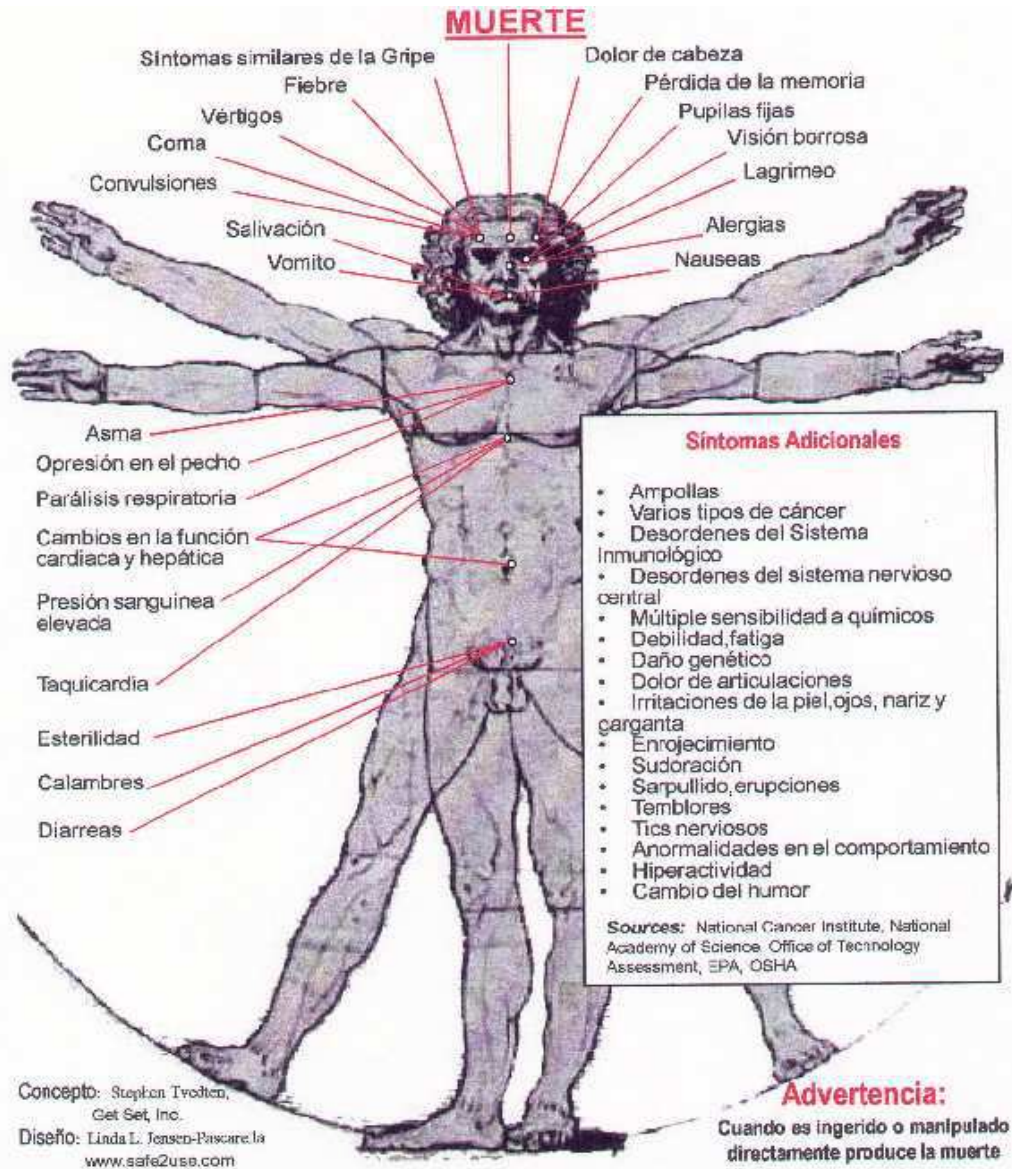 MUERTE
Síntomas similares de la Gripe
Fiebre
Vértigos
Coma
Convulsiones
Salivación
Vomito
Dolor de cabeza
Pérdida de la memoria
Pupilas fijas
Visión borrosa
Lagrimeo
Alergias
Nauseas
Asma
Opresión en el pecho
Parálisis respiratoria
Cambios en la función
cardiaca y hepática
Presión sanguinea
elevada
Taquicardia
Esterilidad
Calambres
Diarreas
Síntomas Adicionales
• Ampollas
• Varios tipos de cáncer
• Desordenes del Sistema
Inmunológico
• Desordenes del sistema nervioso
central
• Múltiple sensibilidad a químicos
• Debilidad,fatiga
• Daño genético
• Dolor de articulaciones
• Irritaciones de la piel,ojos, nariz y
garganta
• Enrojecimiento
• Sudoración
• Sarpullido,erupciones
• Temblores
• Tics nerviosos
• Anormalidades en el comportamiento
• Hiperactividad
• Cambio del humor
Sources: National Cancer Institute, National
Academy of Science, Office of Technology
Assessment, EPA, OSHA
Concepto: Stephen Tvedten,
Get Set, Inc.
Diseño: Linda L. Jensen-Pascarella
www.safe2use.com
Advertencia:
Cuando es ingerido o manipulado
directamente produce la muerte